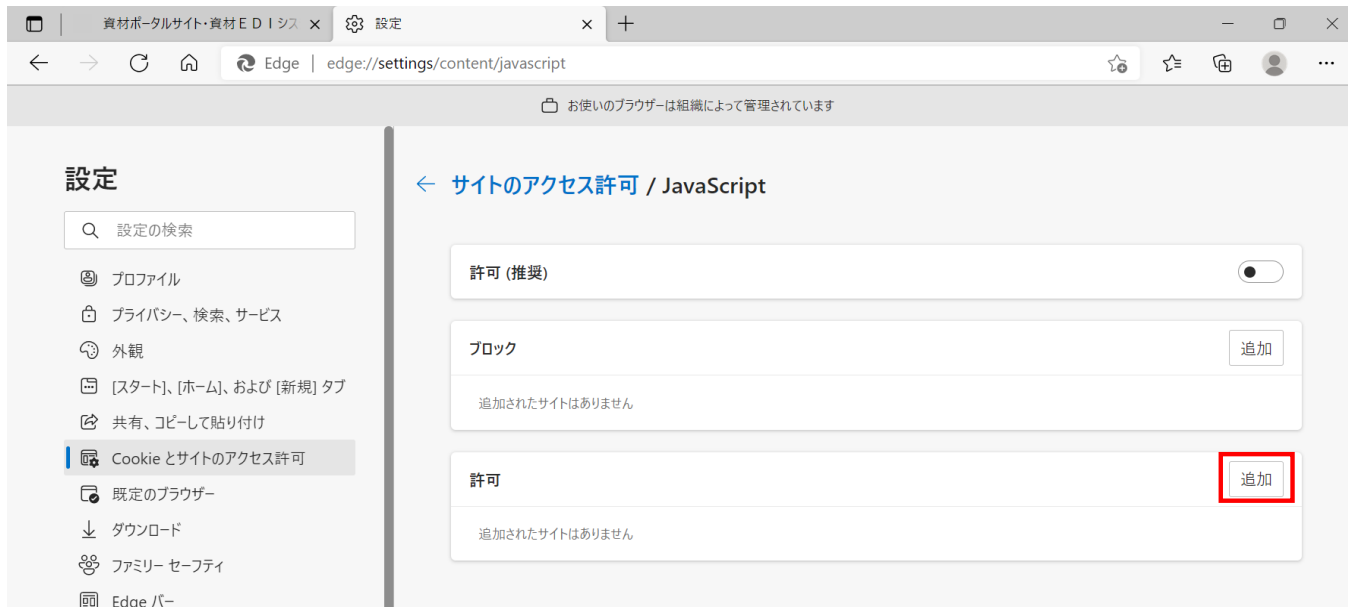 資材ポータルサイト・資材ＥＤＩシス
設定
Edge
edge://settings/content/javascript
お使いのブラウザーは組織によって管理されています
設定
設定の検索
プロファイル
プライバシー、検索、サービス
外観
[スタート]、[ホーム]、および [新規] タブ
共有、コピーして貼り付け
Cookie とサイトのアクセス許可
既定のブラウザー
ダウンロード
ファミリー セーフティ
Edge バー
サイトのアクセス許可 / JavaScript
許可 (推奨)
ブロック
追加
追加されたサイトはありません
許可
追加
追加されたサイトはありません